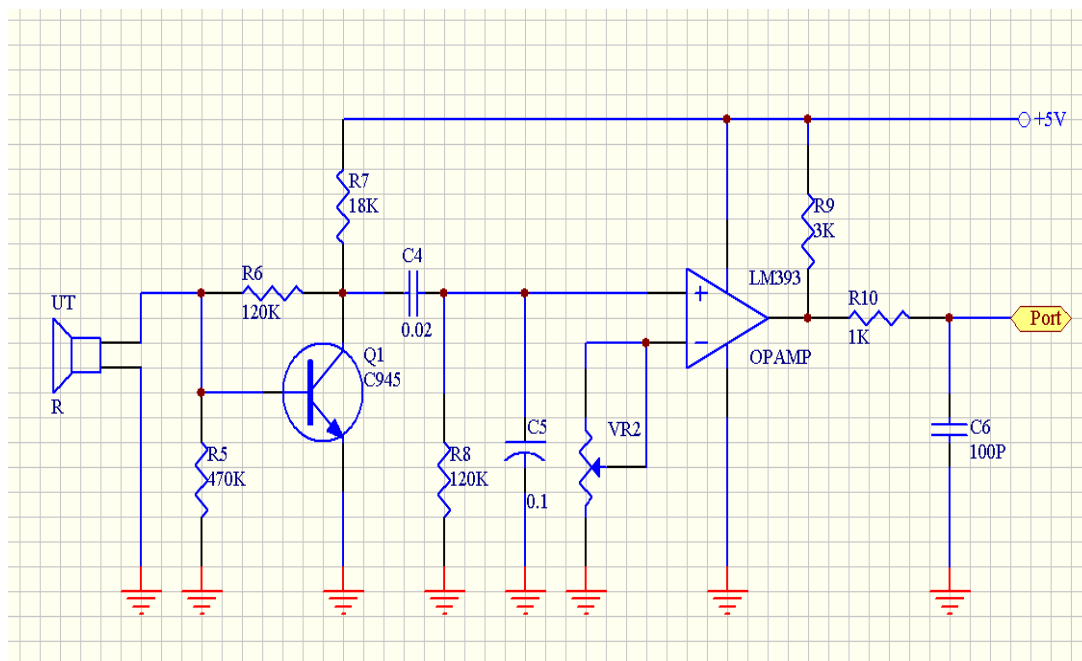 +5V
R7
18K
R9
3K
C4
R6
LM393
R10
UT
120K
0.02
Port
1K
Q1
OPAMP
C945
R
C5
VR2
C6
R5
R8
100P
470K
120K
0.1
+
−